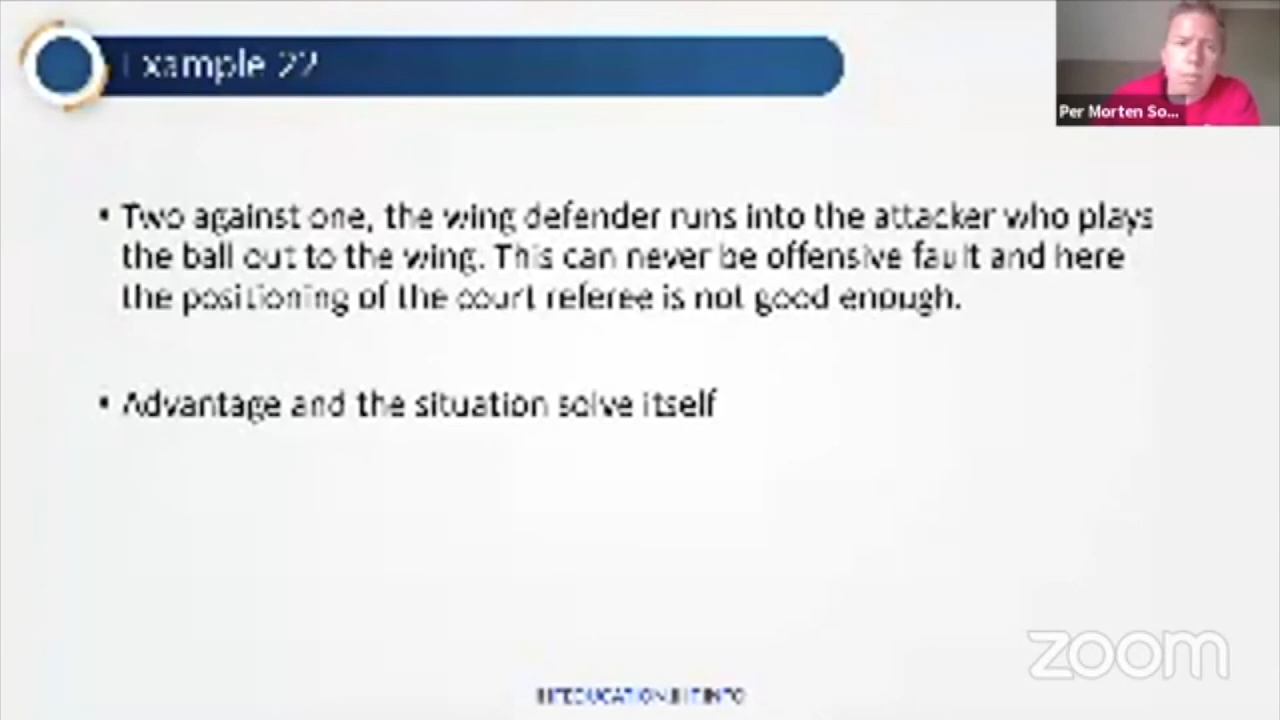 Example 22
Per Morten So...
• Two against one, the wing defender runs into the attacker who plays
the ball out to the wing. This can never be offensive fault and here
the positioning of the court referee is not good enough.
• Advantage and the situation solve itself
zoom